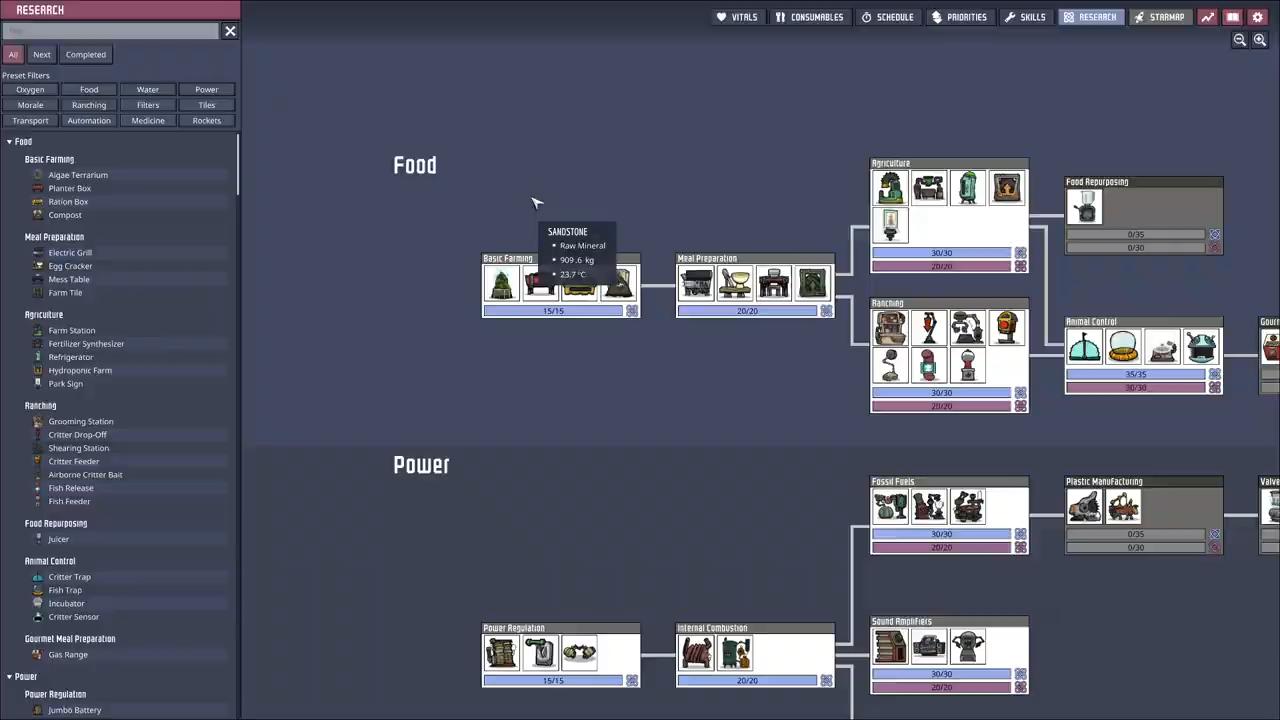 RESEARCH
VITALS
CONSUMABLES
SCHEDULE
PRIORITIES
SKILLS
RESEARCH
STARMAP
All
Next
Completed
Preset Filters
Oxygen
Food
Water
Power
Morale
Ranching
Filters
Tiles
Transport
Automation
Medicine
Rockets
Food
Basic Farming
Algae Terrarium
Planter Box
Ration Box
Compost
Meal Preparation
Electric Grill
Egg Cracker
Mess Table
Farm Tile
Agriculture
Farm Station
Fertilizer Synthesizer
Refrigerator
Hydroponic Farm
Park Sign
Ranching
Grooming Station
Critter Drop-Off
Shearing Station
Critter Feeder
Airborne Critter Bait
Fish Release
Fish Feeder
Food Repurposing
Juicer
Animal Control
Critter Trap
Fish Trap
Incubator
Critter Sensor
Gourmet Meal Preparation
Gas Range
Power
Power Regulation
Jumbo Battery
Food
Basic Farming
15/15
SANDSTONE
Raw Mineral
909.6 kg
23.7 °C
Meal Preparation
20/20
Agriculture
30/30
20/20
Food Repurposing
0/35
0/30
Ranching
30/30
20/20
Animal Control
35/35
30/30
Gour
Power
Fossil Fuels
30/30
20/20
Plastic Manufacturing
0/35
0/30
Valve
Power Regulation
15/15
Internal Combustion
20/20
Sound Amplifiers
30/30
20/20